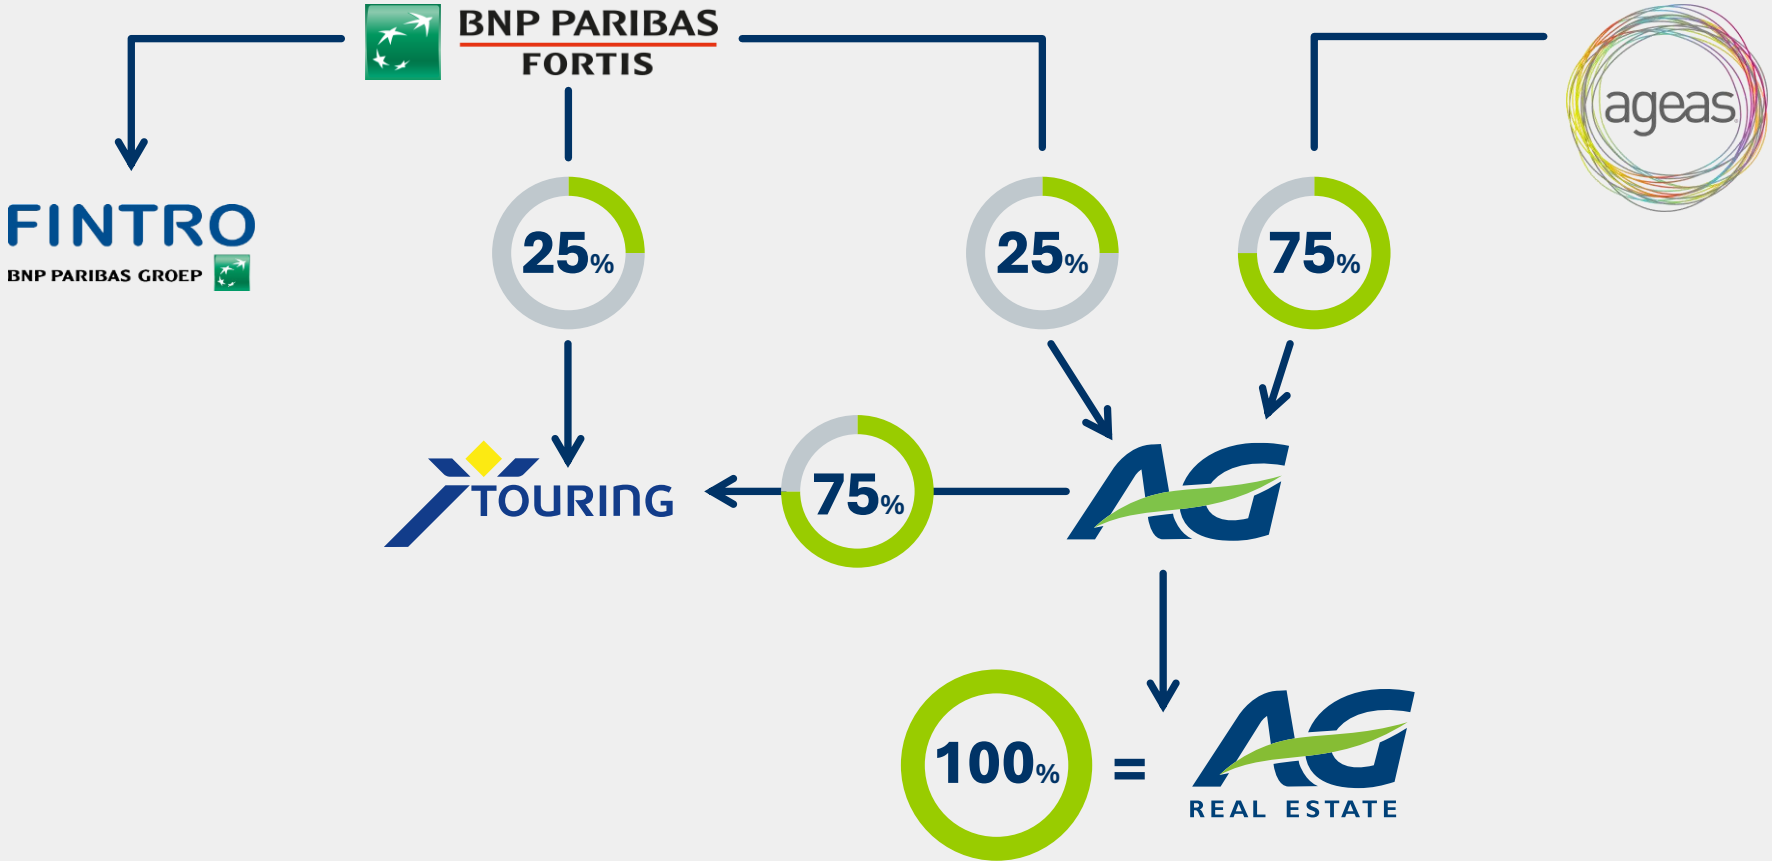 BNP PARIBAS
FORTIS
ageas
FINTRO
BNP PARIBAS GROEP
25%
25%
75%
TOURING
75%
AG
100%
=
AG
REAL ESTATE